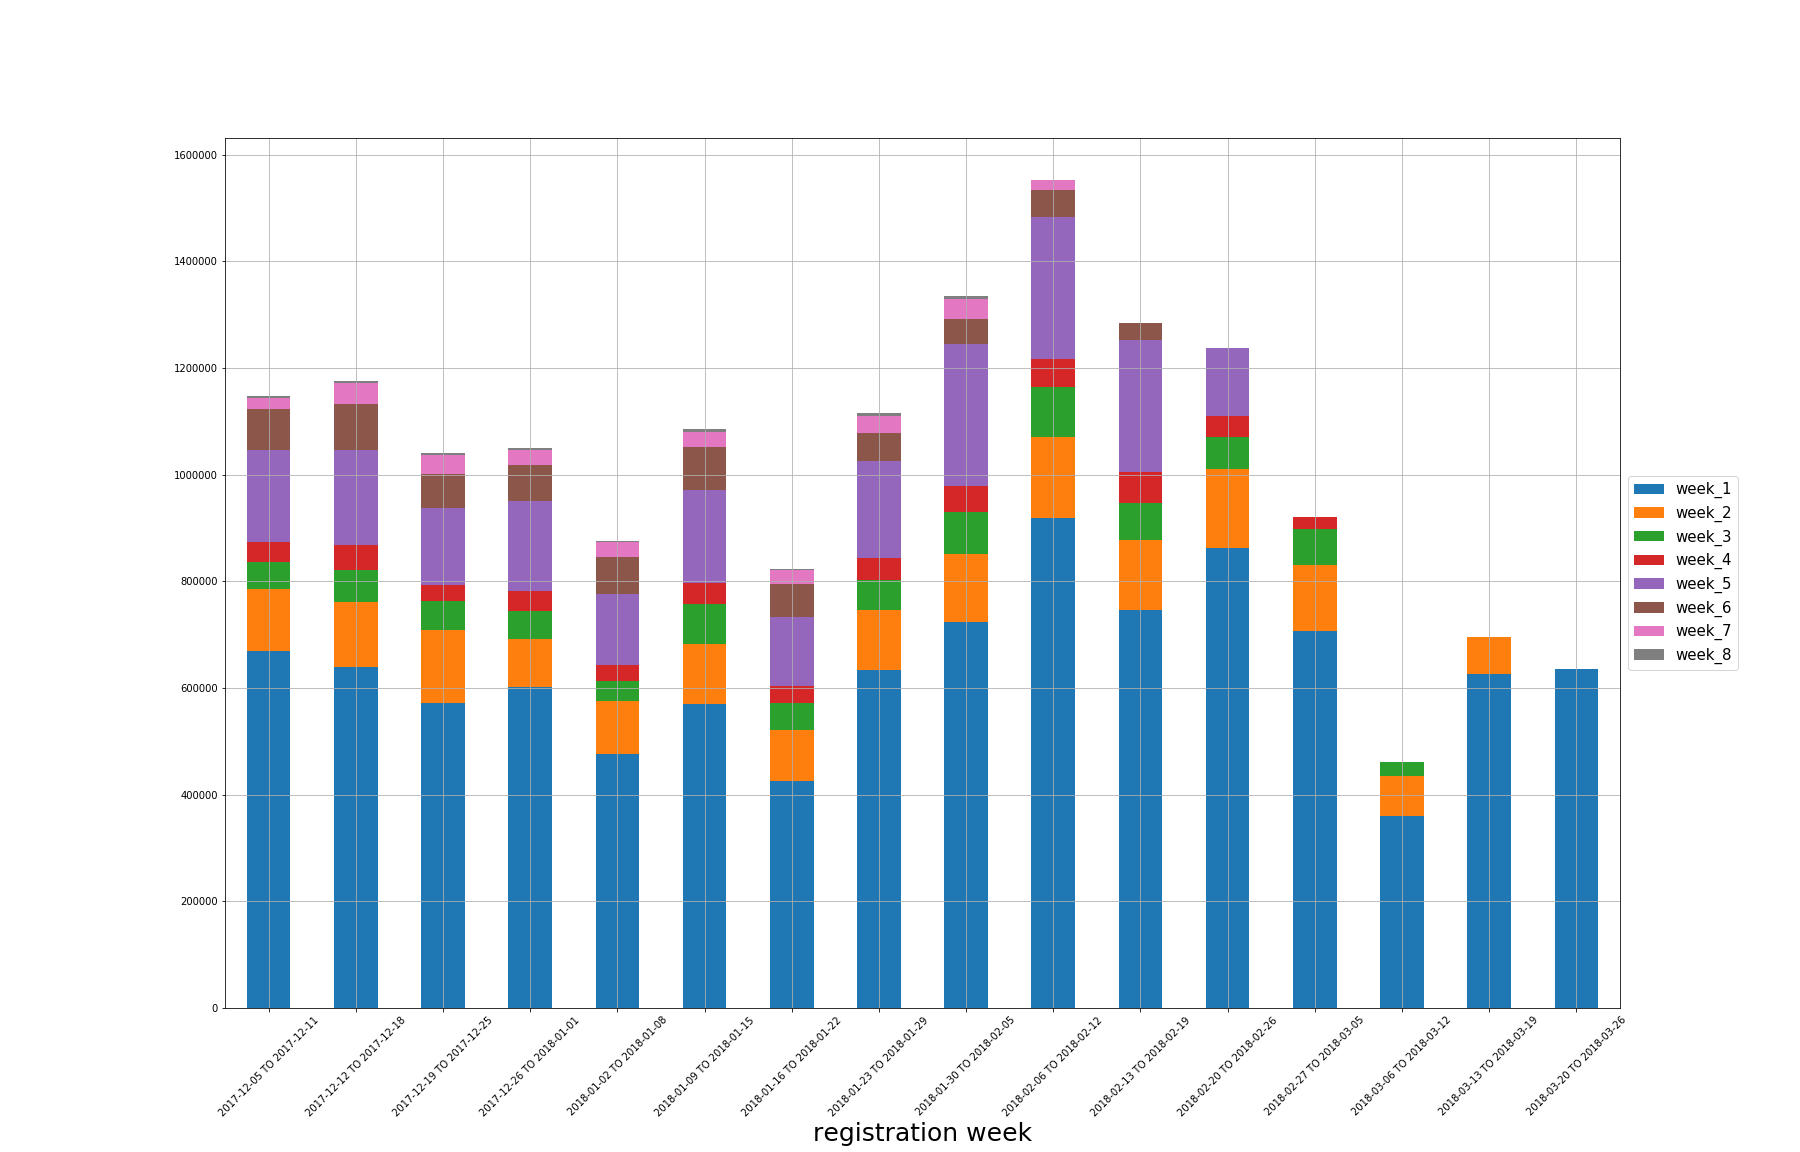 1600000
1400000
1200000
1000000
800000
600000
400000
200000
0
week_1
week_2
week_3
week_4
week_5
week_6
week_7
week_8
2017-12-05 TO 2017-12-11
2017-12-12 TO 2017-12-18
2017-12-19 TO 2017-12-25
2017-12-26 TO 2018-01-01
2018-01-02 TO 2018-01-08
2018-01-09 TO 2018-01-15
2018-01-16 TO 2018-01-22
2018-01-23 TO 2018-01-29
2018-01-30 TO 2018-02-05
2018-02-06 TO 2018-02-12
2018-02-13 TO 2018-02-19
2018-02-20 TO 2018-02-26
2018-02-27 TO 2018-03-05
2018-03-06 TO 2018-03-12
2018-03-13 TO 2018-03-19
2018-03-20 TO 2018-03-26
registration week